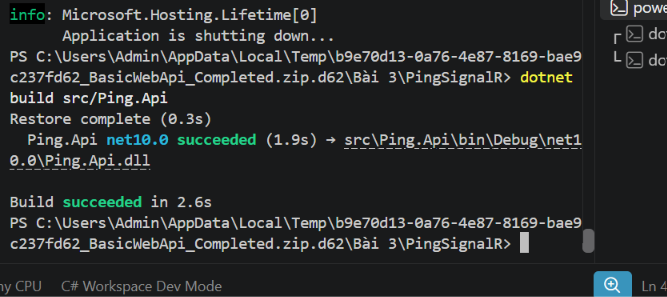 info: Microsoft.Hosting.Lifetime[0]
Application is shutting down...
PS C:\Users\Admin\AppData\Local\Temp\b9e70d13-0a76-4e87-8169-bae9
c237fd62_BasicWebApi_Completed.zip.d62\Bài 3\PingSignalR> dotnet
build src/Ping.Api
Restore complete (0.3s)
Ping.Api net10.0 succeeded (1.9s) → src\Ping.Api\bin\Debug\net1
0.0\Ping.Api.dll
Build succeeded in 2.6s
PS C:\Users\Admin\AppData\Local\Temp\b9e70d13-0a76-4e87-8169-bae9
c237fd62_BasicWebApi_Completed.zip.d62\Bài 3\PingSignalR>
powe
do
do
ny CPU C# Workspace Dev Mode
Ln 4